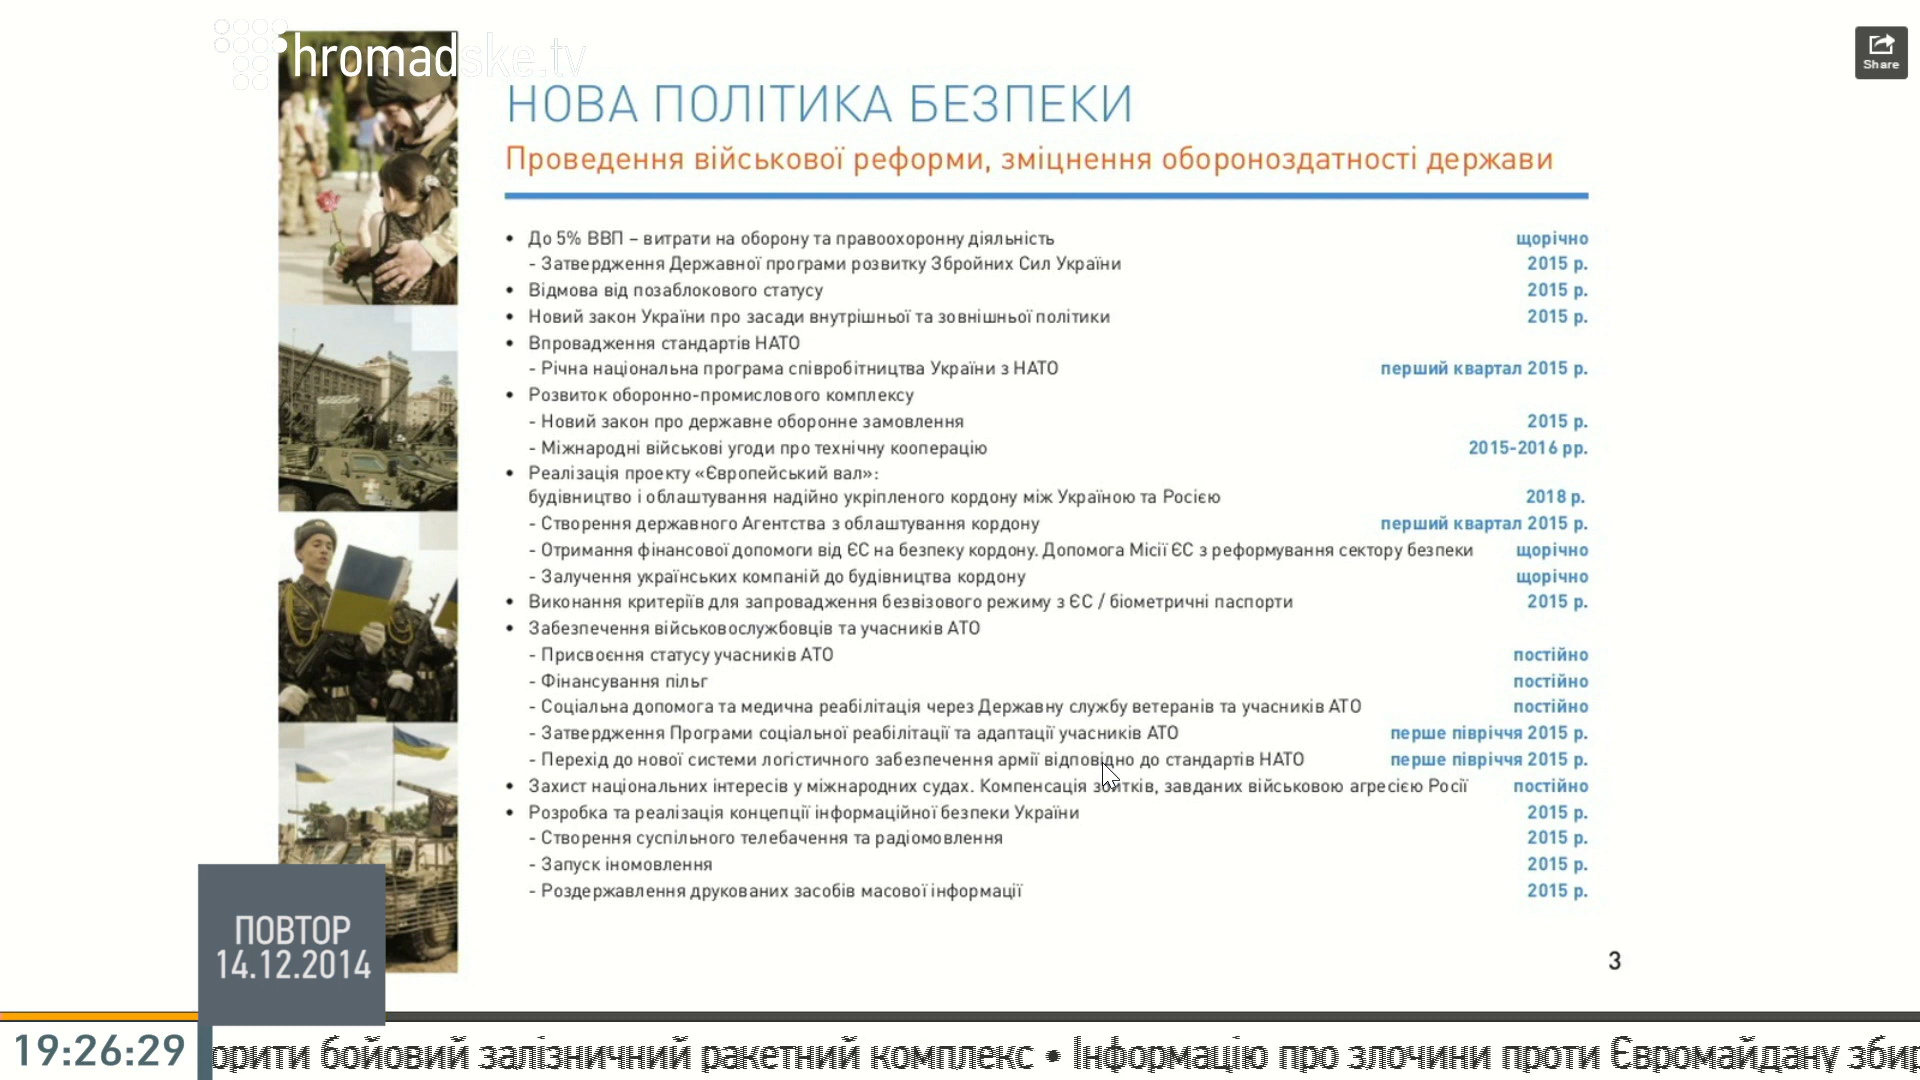 hromadske.tv
Share
НОВА ПОЛІТИКА БЕЗПЕКИ
Проведення військової реформи, зміцнення обороноздатності держави
• До 5% ВВП – витрати на оборону та правоохоронну діяльність щорічно
- Затвердження Державної програми розвитку Збройних Сил України 2015 р.
• Відмова від позаблокового статусу 2015 р.
• Новий закон України про засади внутрішньої та зовнішньої політики 2015 р.
• Впровадження стандартів НАТО
- Річна національна програма співробітництва України з НАТО перший квартал 2015 р.
• Розвиток оборонно-промислового комплексу
- Новий закон про державне оборонне замовлення 2015 р.
- Міжнародні військові угоди про технічну кооперацію 2015-2016 рр.
• Реалізація проекту «Європейський вал»:
будівництво і облаштування надійно укріпленого кордону між Україною та Росією 2018 р.
- Створення державного Агентства з облаштування кордону перший квартал 2015 р.
- Отримання фінансової допомоги від ЄС на безпеку кордону. Допомога Місії ЄС з реформування сектору безпеки щорічно
- Залучення українських компаній до будівництва кордону щорічно
• Виконання критеріїв для запровадження безвізового режиму з ЄС / біометричні паспорти 2015 р.
• Забезпечення військовослужбовців та учасників АТО
- Присвоєння статусу учасників АТО постійно
- Фінансування пільг постійно
- Соціальна допомога та медична реабілітація через Державну службу ветеранів та учасників АТО постійно
- Затвердження Програми соціальної реабілітації та адаптації учасників АТО перше півріччя 2015 р.
- Перехід до нової системи логістичного забезпечення армії відповідно до стандартів НАТО перше півріччя 2015 р.
• Захист національних інтересів у міжнародних судах. Компенсація збитків, завданих військовою агресією Росії постійно
• Розробка та реалізація концепції інформаційної безпеки України 2015 р.
- Створення суспільного телебачення та радіомовлення 2015 р.
- Запуск іномовлення 2015 р.
- Роздержавлення друкованих засобів масової інформації 2015 р.
ПОВТОР
14.12.2014
3
19:26:29 орити бойовий залізничний ракетний комплекс • Інформацію про злочини проти Євромайдану збир